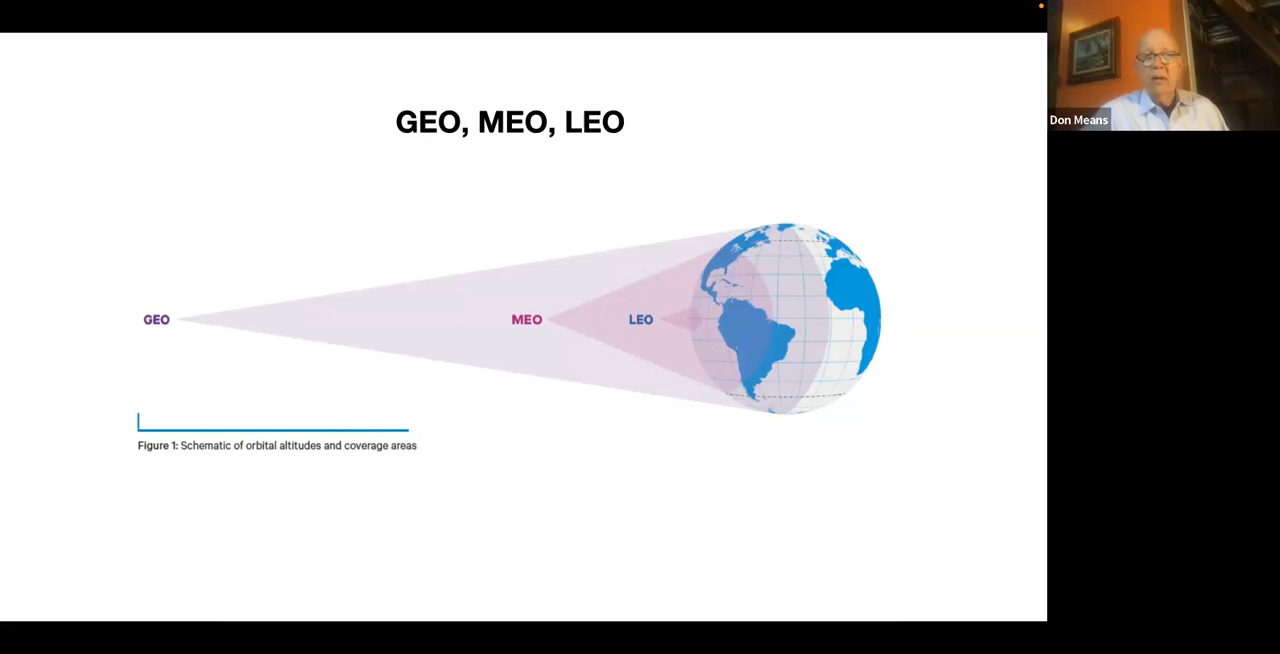 GEO, MEO, LEO
GEO
MEO
LEO
Figure 1: Schematic of orbital altitudes and coverage areas
Don Means